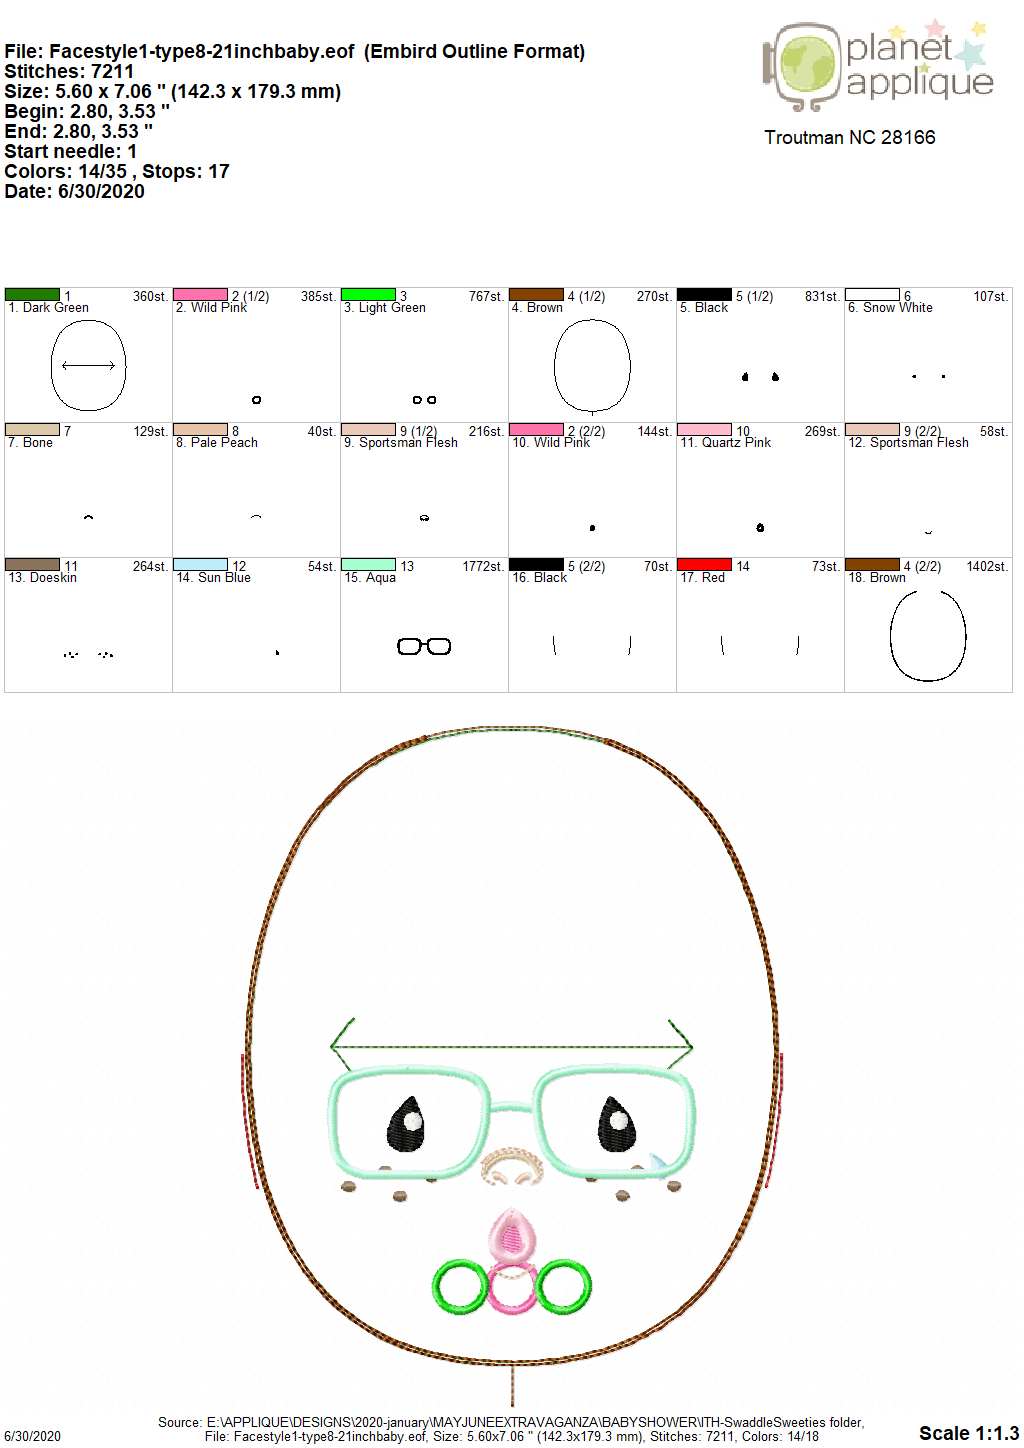 File: Facestyle1-type8-21inchbaby.eof  (Embird Outline Format)
Stitches: 7211
Size: 5.60 x 7.06 " (142.3 x 179.3 mm)
Begin: 2.80, 3.53 "
End: 2.80, 3.53 "
Start needle: 1
Colors: 14/35 , Stops: 17
Date: 6/30/2020
planet
applique
Troutman NC 28166
1 360st. 2 (1/2) 385st. 3 767st. 4 (1/2) 270st. 5 (1/2) 831st. 6 107st.
1. Dark Green 2. Wild Pink 3. Light Green 4. Brown 5. Black 6. Snow White
7 129st. 8 40st. 9 (1/2) 216st. 2 (2/2) 144st. 10 269st. 9 (2/2) 58st.
7. Bone 8. Pale Peach 9. Sportsman Flesh 10. Wild Pink 11. Quartz Pink 12. Sportsman Flesh
11 264st. 12 54st. 13 1772st. 5 (2/2) 70st. 14 73st. 4 (2/2) 1402st.
13. Doeskin 14. Sun Blue 15. Aqua 16. Black 17. Red 18. Brown
Source: E:\APPLIQUE\DESIGNS\2020-january\MAYJUNEEXTRAVAGANZA\BABYSHOWER\ITH-SwaddleSweeties folder,
6/30/2020 File: Facestyle1-type8-21inchbaby.eof, Size: 5.60x7.06 " (142.3x179.3 mm), Stitches: 7211, Colors: 14/18 Scale 1:1.3